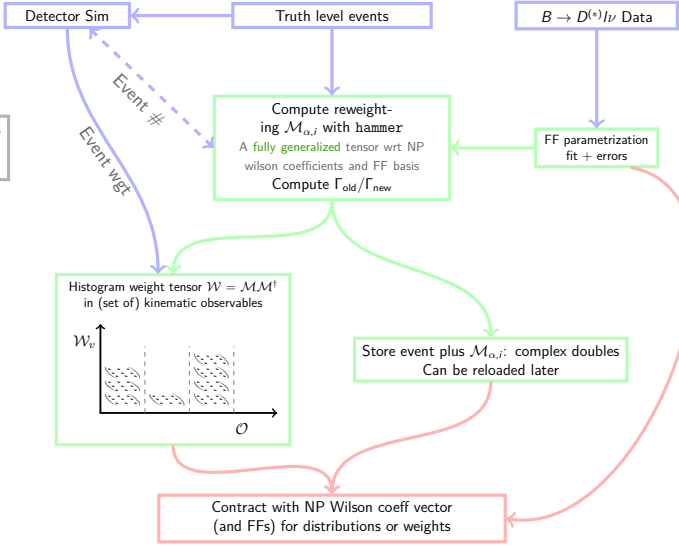 Detector Sim
Truth level events
B → D(*)lν Data
Event #
Event wgt
Compute reweight-
ing ℳα,i with hammer
A fully generalized tensor wrt NP
wilson coefficients and FF basis
Compute Γold/Γnew
FF parametrization
fit + errors
Histogram weight tensor 𝒲 = ℳℳ†
in (set of) kinematic observables
𝒲v
𝒪
Store event plus ℳα,i: complex doubles
Can be reloaded later
Contract with NP Wilson coeff vector
(and FFs) for distributions or weights